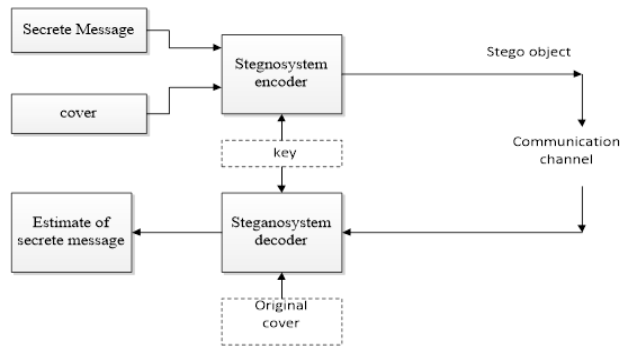 Secrete Message
Stegnosystem
encoder
Stego object
cover
key
Communication
channel
Estimate of
secrete message
Steganosystem
decoder
Original
cover